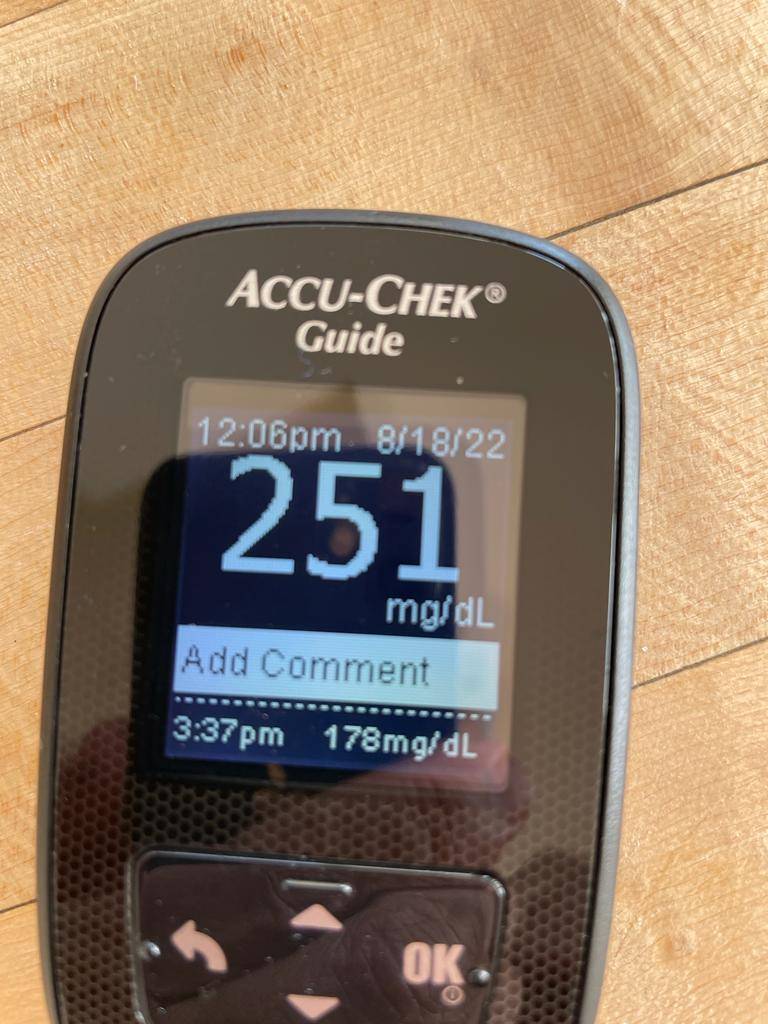 ACCU-CHEK®
Guide
12:06pm 8/18/22
251
mg/dL
Add Comment
3:37pm 178mg/dL
OK